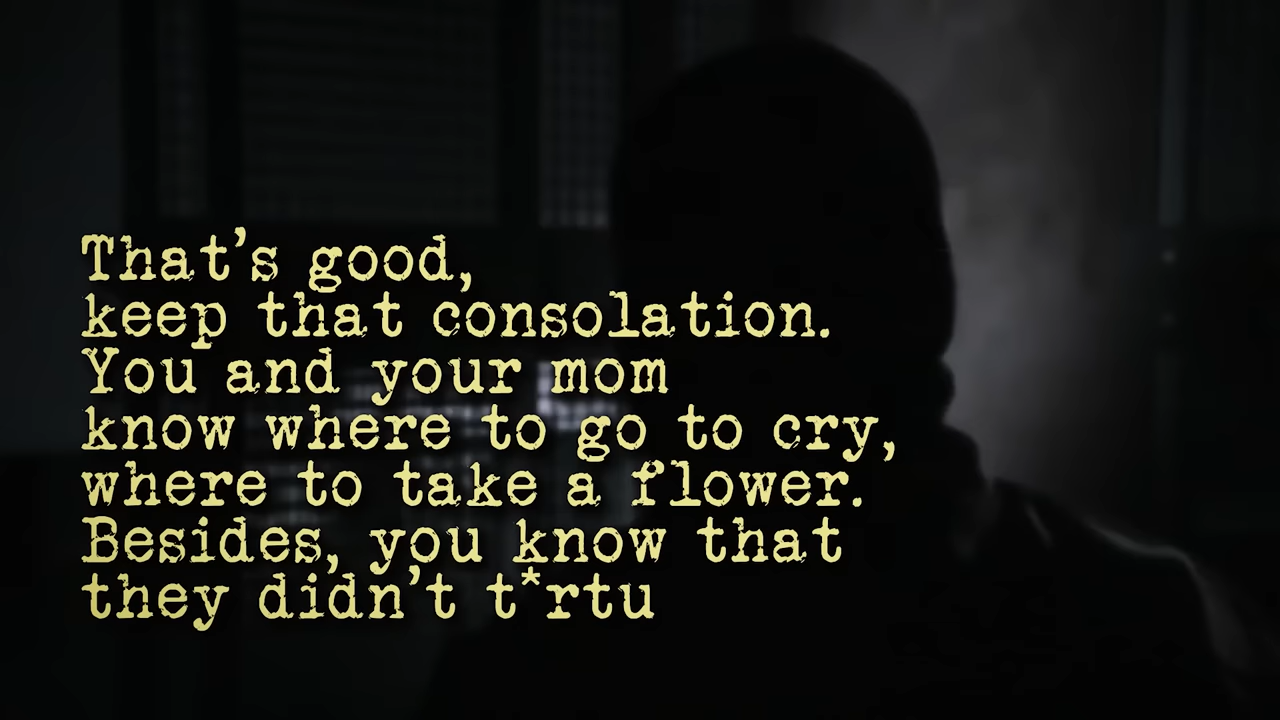 That's good,
keep that consolation.
You and your mom
know where to go to cry,
where to take a flower.
Besides, you know that
they didn't t*rtu